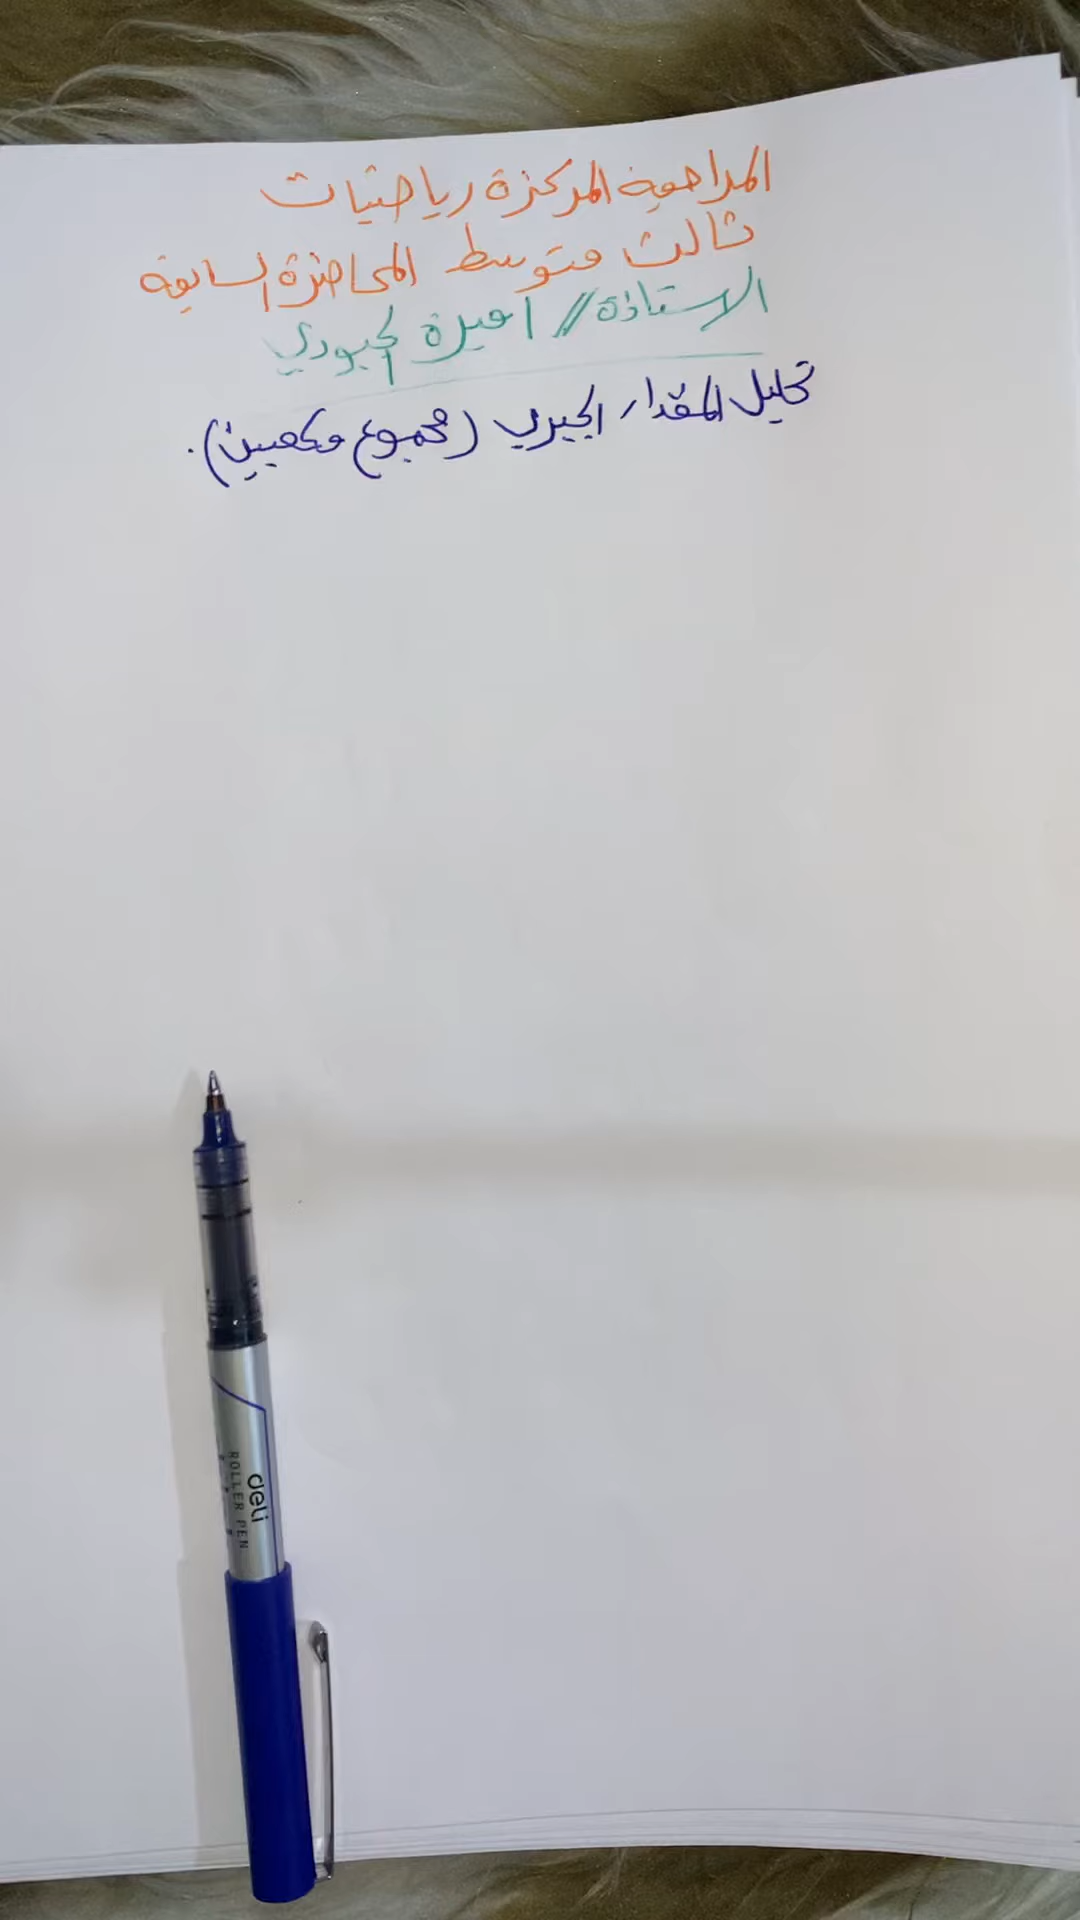 المراجعة المركزة رياضيات
ثالث متوسط المحاضرة السابعة
الاستاذة // اميرة الجبوري
تحليل المقدار الجبري (مجموع مكعبين).
deli
ROLLER PEN